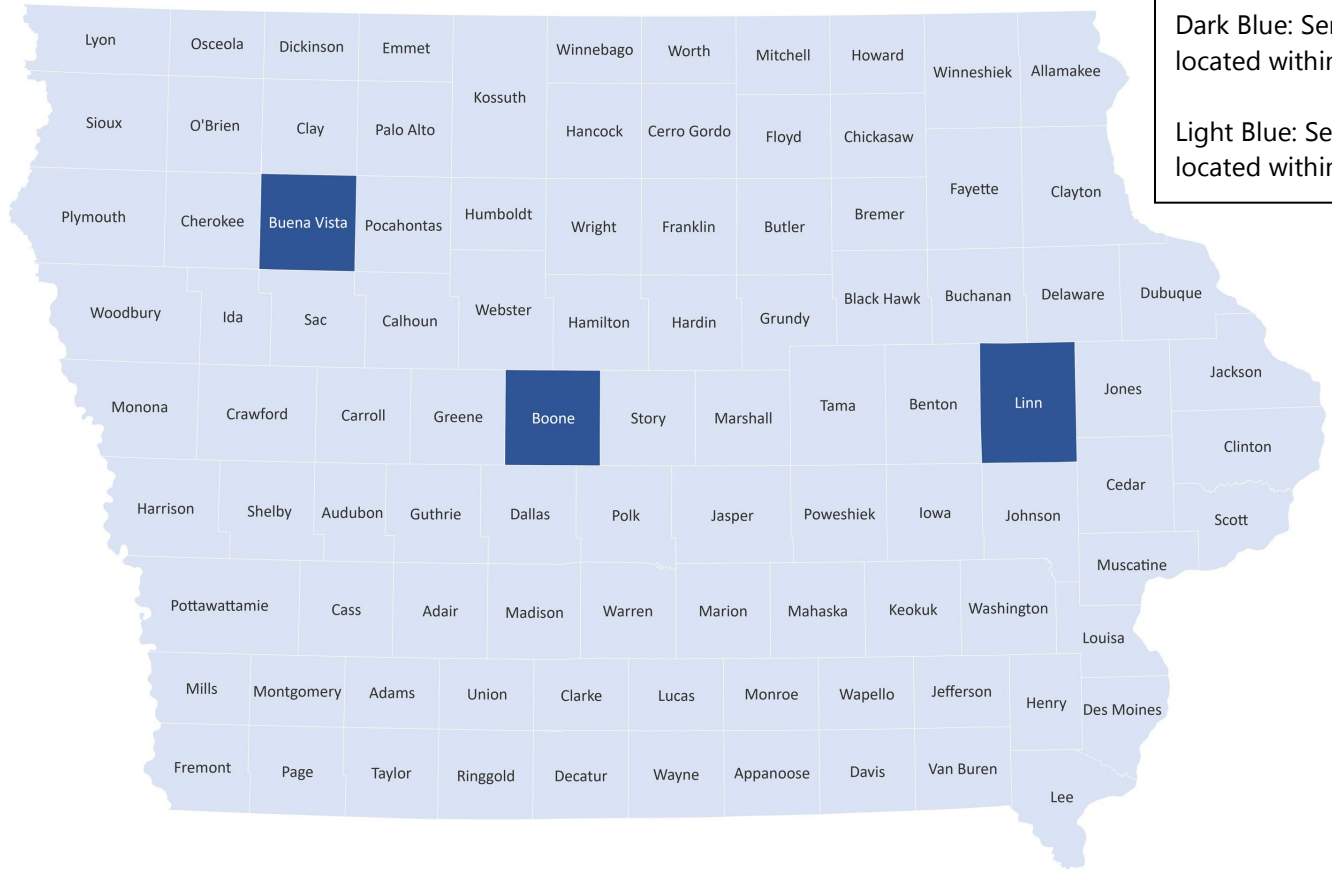 Dark Blue:
located within
Light Blue:
located within
Lyon
Osceola
Dickinson
Emmet
Kossuth
Winnebago
Worth
Mitchell
Howard
Winneshiek
Allamakee
Sioux
O'Brien
Clay
Palo Alto
Hancock
Cerro Gordo
Floyd
Chickasaw
Fayette
Clayton
Plymouth
Cherokee
Buena Vista
Pocahontas
Humboldt
Wright
Franklin
Butler
Bremer
Woodbury
Ida
Sac
Calhoun
Webster
Hamilton
Hardin
Grundy
Black Hawk
Buchanan
Delaware
Dubuque
Monona
Crawford
Carroll
Greene
Boone
Story
Marshall
Tama
Benton
Linn
Jones
Jackson
Clinton
Cedar
Harrison
Shelby
Audubon
Guthrie
Dallas
Polk
Jasper
Poweshiek
Iowa
Johnson
Scott
Muscatine
Pottawattamie
Cass
Adair
Madison
Warren
Marion
Mahaska
Keokuk
Washington
Louisa
Mills
Montgomery
Adams
Union
Clarke
Lucas
Monroe
Wapello
Jefferson
Henry
Des Moines
Fremont
Page
Taylor
Ringgold
Decatur
Wayne
Appanoose
Davis
Van Buren
Lee